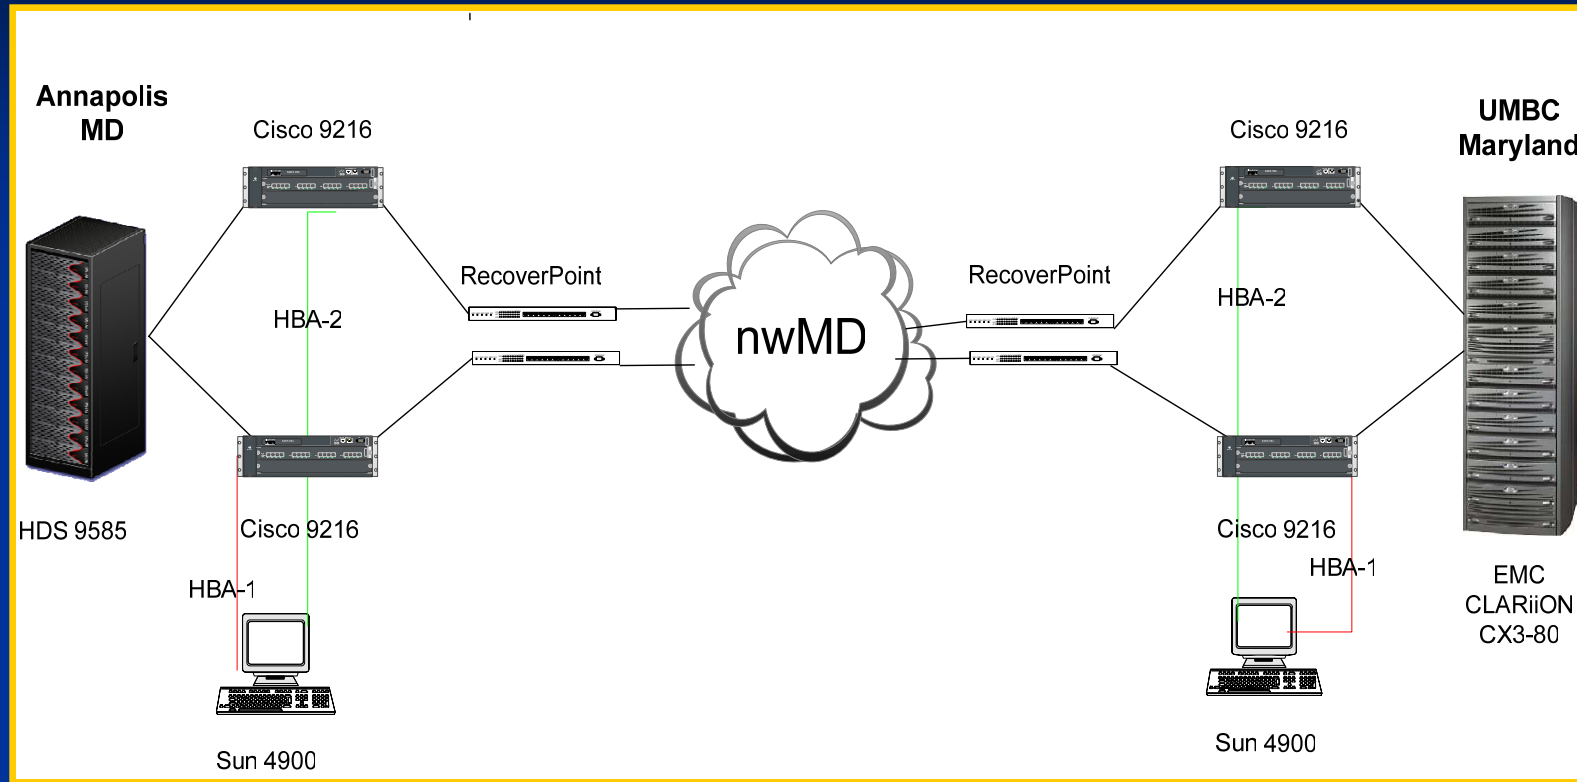 Annapolis
MD
Cisco 9216
HBA-2
RecoverPoint
HDS 9585
Cisco 9216
HBA-1
Sun 4900
nwMD
RecoverPoint
Cisco 9216
HBA-2
UMBC
Maryland
Cisco 9216
HBA-1
EMC
CLARiiON
CX3-80
Sun 4900